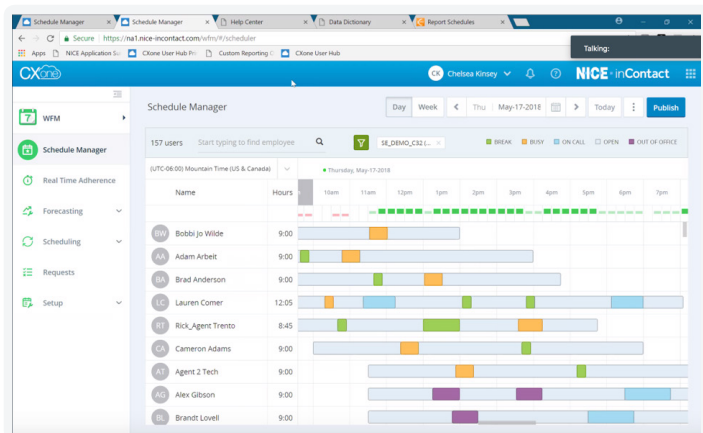 Schedule Manager
Schedule Manager
Help Center
Data Dictionary
Report Schedules
Secure https://na1.nice-incontact.com/wfm/#/scheduler
Talking:
Apps
CXone User Hub
Custom Reporting
CXone User Hub
CXone
CK Chelsea Kinsey
NICE inContact
7 WFM
Schedule Manager
Real Time Adherence
Forecasting
Scheduling
Requests
Setup
Schedule Manager
Day Week Thu May-17-2018 Today Publish
157 users Start typing to find employee
SE_DEMO_C32 (...
BREAK BUSY ON CALL OPEN OUT OF OFFICE
(UTC-06:00) Mountain Time (US & Canada)
Thursday, May-17-2018
Name Hours 10am 11am 12pm 1pm 2pm 3pm 4pm 5pm 6pm 7pm
BW Bobbi Jo Wilde 9:00
AA Adam Arbeit 9:00
BA Brad Anderson 9:00
LC Lauren Comer 12:05
RT Rick_Agent Trento 8:45
CA Cameron Adams 9:00
AT Agent 2 Tech 9:00
AG Alex Gibson 9:00
BL Brandt Lovell 9:00